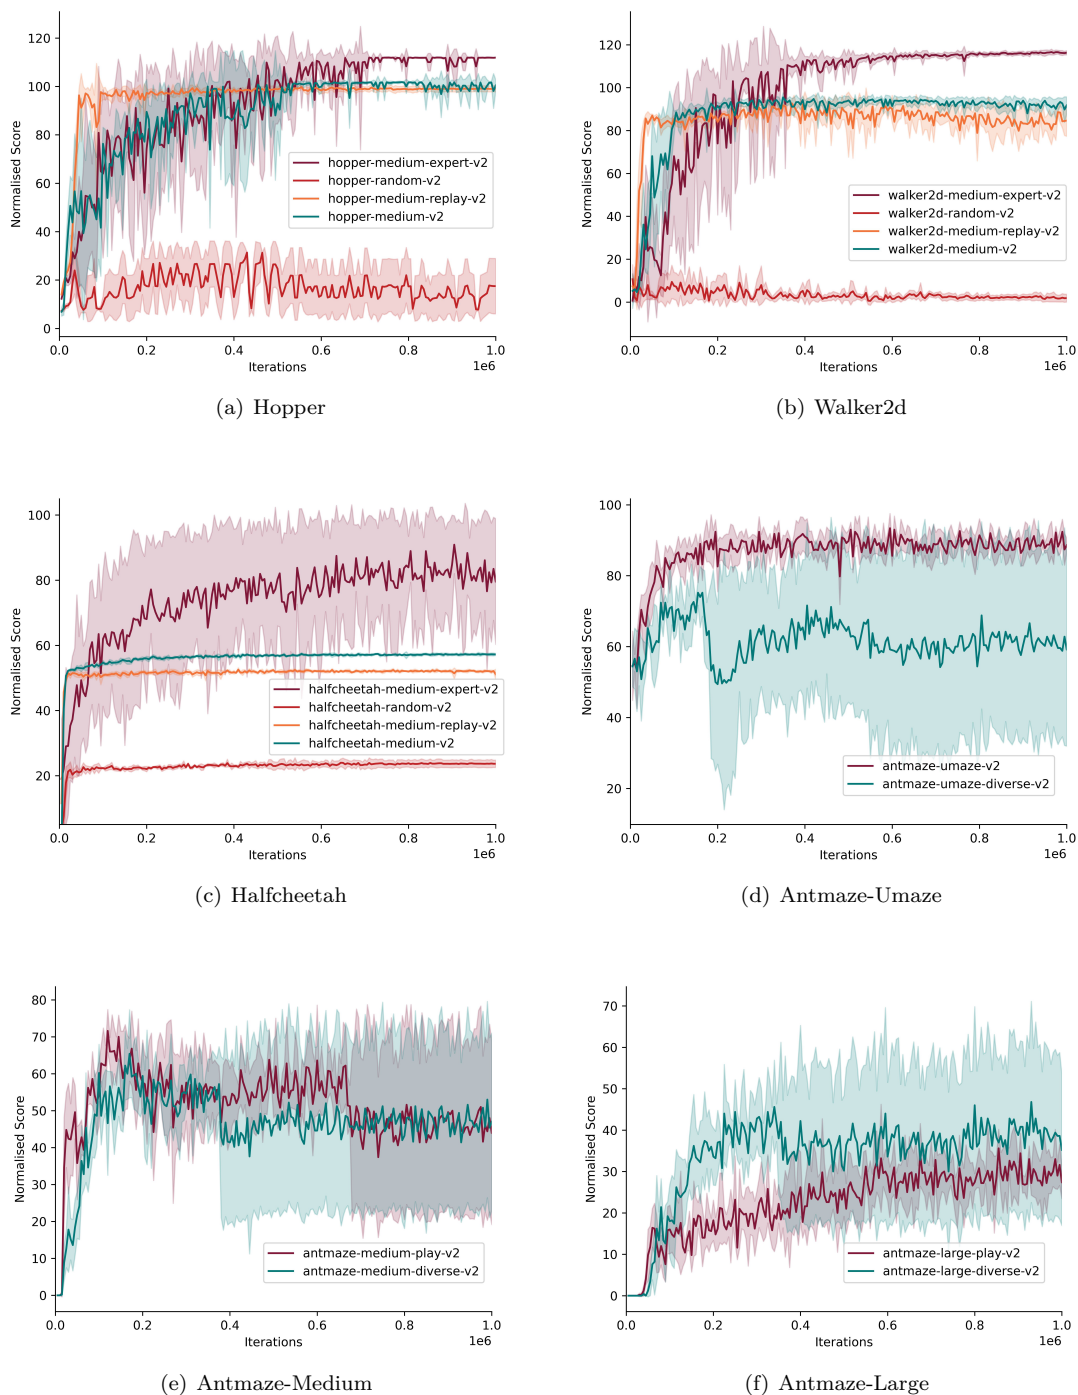 120
100
80
60
40
20
0
Normalised Score
hopper-medium-expert-v2
hopper-random-v2
hopper-medium-replay-v2
hopper-medium-v2
0.0 0.2 0.4 0.6 0.8 1.0
Iterations
1e6
(a) Hopper
120
100
80
60
40
20
0
Normalised Score
walker2d-medium-expert-v2
walker2d-random-v2
walker2d-medium-replay-v2
walker2d-medium-v2
0.0 0.2 0.4 0.6 0.8 1.0
Iterations
1e6
(b) Walker2d
100
80
60
40
20
Normalised Score
halfcheetah-medium-expert-v2
halfcheetah-random-v2
halfcheetah-medium-replay-v2
halfcheetah-medium-v2
0.0 0.2 0.4 0.6 0.8 1.0
Iterations
1e6
(c) Halfcheetah
100
80
60
40
20
Normalised Score
antmaze-umaze-v2
antmaze-umaze-diverse-v2
0.0 0.2 0.4 0.6 0.8 1.0
Iterations
1e6
(d) Antmaze-Umaze
80
70
60
50
40
30
20
10
0
Normalised Score
antmaze-medium-play-v2
antmaze-medium-diverse-v2
0.0 0.2 0.4 0.6 0.8 1.0
Iterations
1e6
(e) Antmaze-Medium
70
60
50
40
30
20
10
0
Normalised Score
antmaze-large-play-v2
antmaze-large-diverse-v2
0.0 0.2 0.4 0.6 0.8 1.0
Iterations
1e6
(f) Antmaze-Large